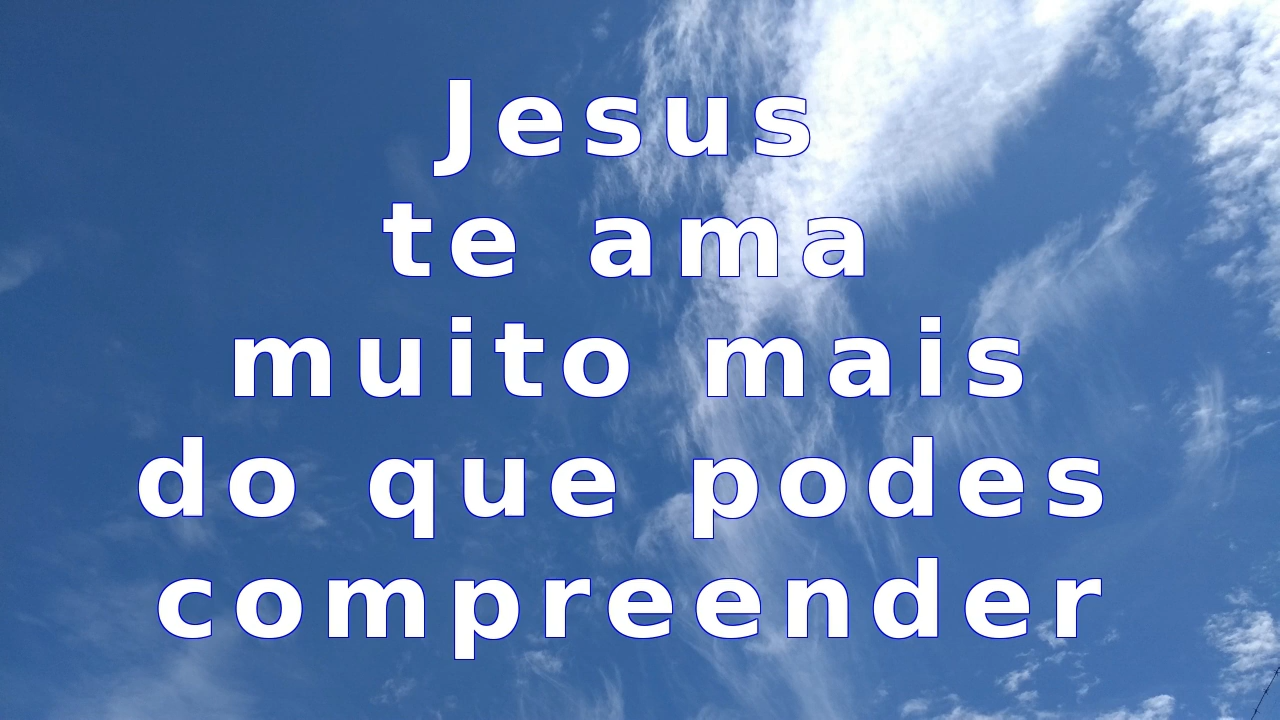 Jesus
te ama
muito mais
do que podes
compreender